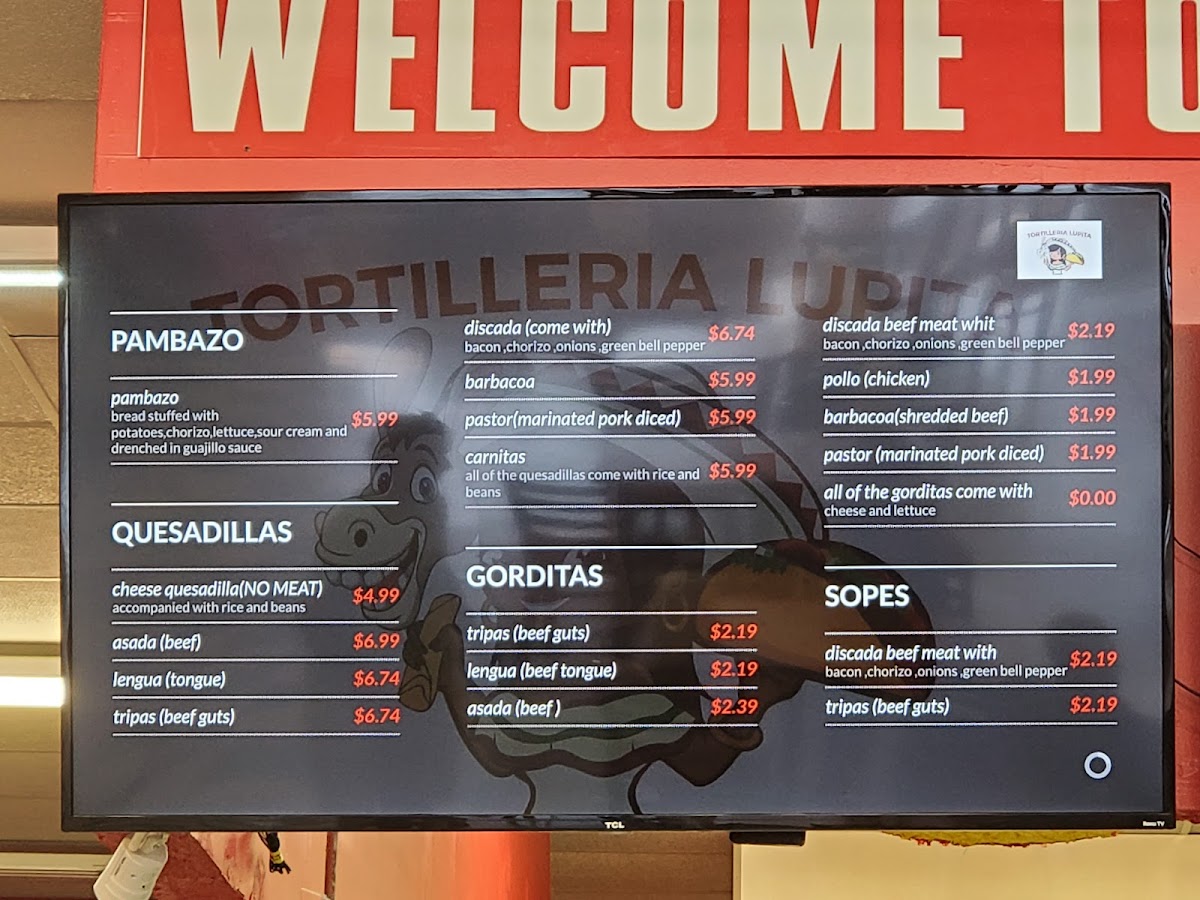 WELCOME TO
TORTILLERIA LUPITA
TORTILLERIA LUPITA
PAMBAZO
pambazo
bread stuffed with
potatoes,chorizo,lettuce,sour cream and
drenched in guajillo sauce
$5.99
QUESADILLAS
cheese quesadilla(NO MEAT) $4.99
accompanied with rice and beans
asada (beef) $6.99
lengua (tongue) $6.74
tripas (beef guts) $6.74
discada (come with) $6.74
bacon ,chorizo ,onions ,green bell pepper
barbacoa $5.99
pastor(marinated pork diced) $5.99
carnitas $5.99
all of the quesadillas come with rice and
beans
GORDITAS
tripas (beef guts) $2.19
lengua (beef tongue) $2.19
asada (beef ) $2.39
discada beef meat whit $2.19
bacon ,chorizo ,onions ,green bell pepper
pollo (chicken) $1.99
barbacoa(shredded beef) $1.99
pastor (marinated pork diced) $1.99
all of the gorditas come with $0.00
cheese and lettuce
SOPES
discada beef meat with $2.19
bacon ,chorizo ,onions ,green bell pepper
tripas (beef guts) $2.19
TCL
Roku TV